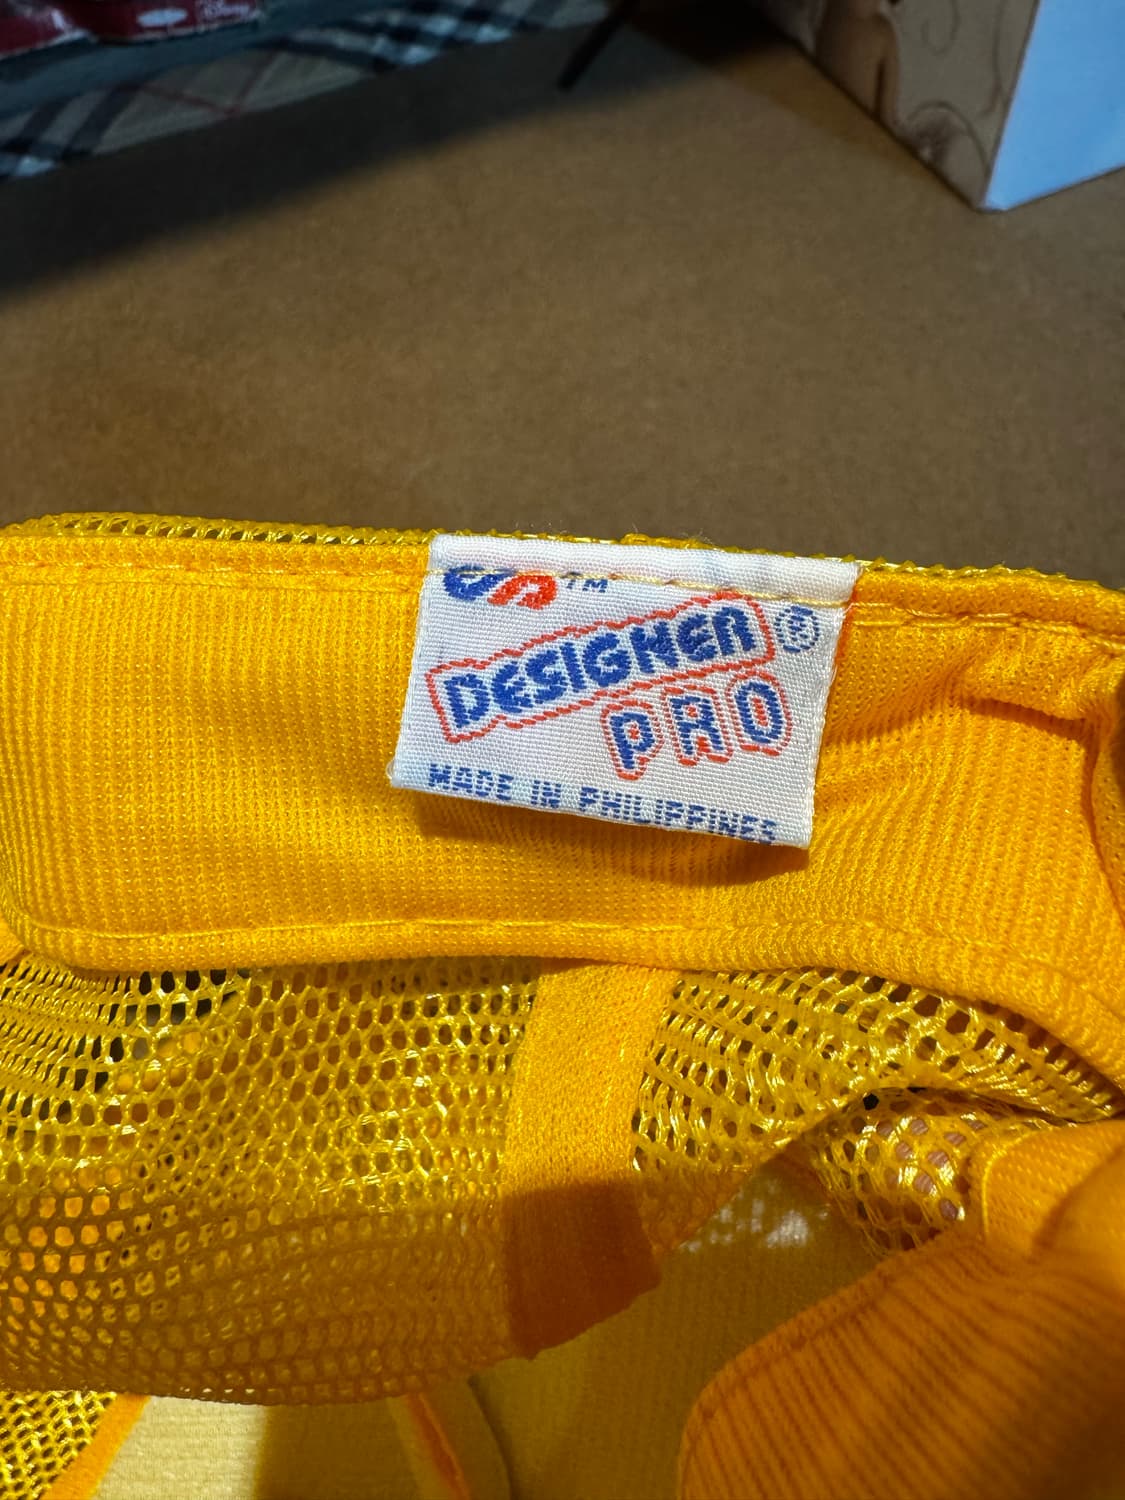 TM
DESIGNER ®
PRO
MADE IN PHILIPPINES